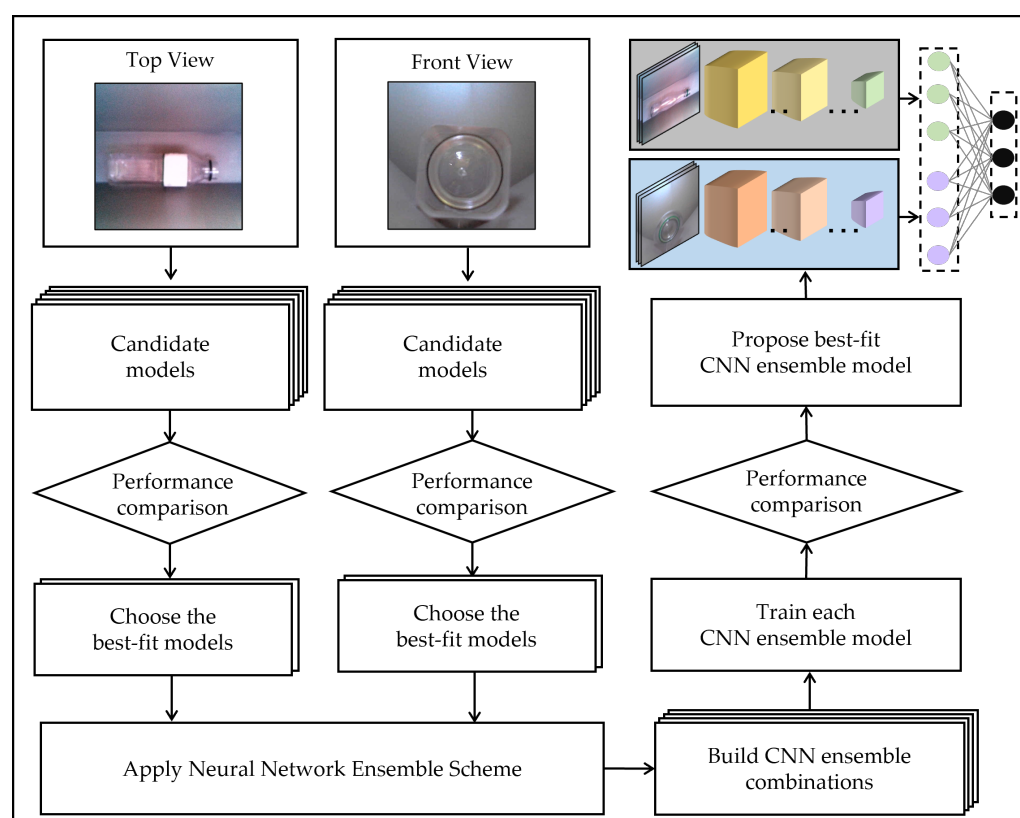 Top View
Candidate
models
Performance
comparison
Choose the
best-fit models
Front View
Candidate
models
Performance
comparison
Choose the
best-fit models
Apply Neural Network Ensemble Scheme
Build CNN ensemble
combinations
Train each
CNN ensemble model
Performance
comparison
Propose best-fit
CNN ensemble model